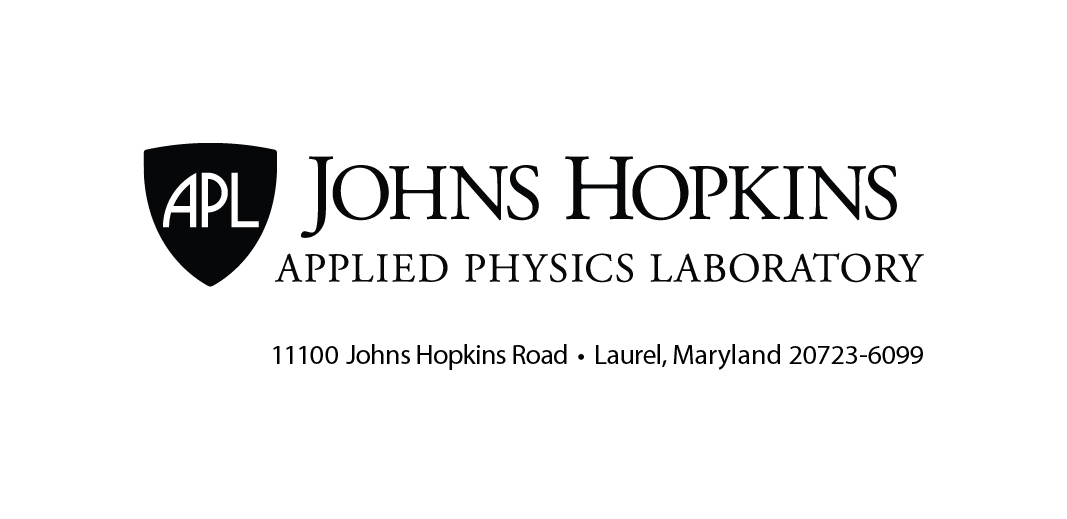 APL
JOHNS HOPKINS
APPLIED PHYSICS LABORATORY
11100 Johns Hopkins Road • Laurel, Maryland 20723-6099